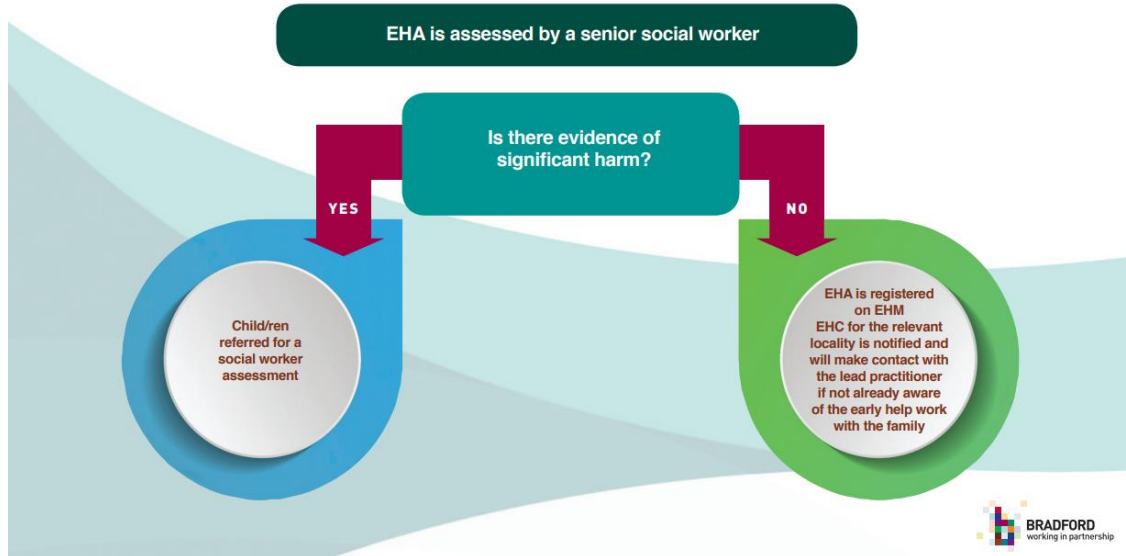 EHA is assessed by a senior social worker
Is there evidence of
significant harm?
YES
NO
Child/ren
referred for a
social worker
assessment
EHA is registered
on EHM
EHC for the relevant
locality is notified and
will make contact with
the lead practitioner
if not already aware
of the early help work
with the family
BRADFORD
working in partnership